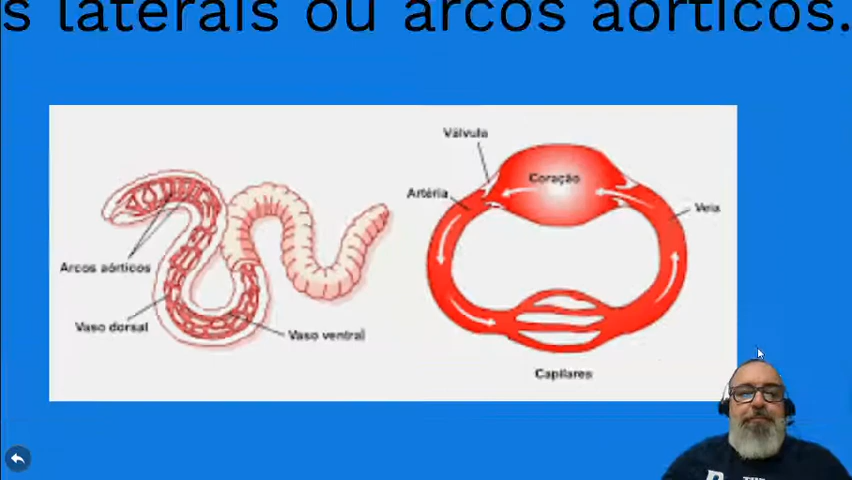 s laterais ou arcos aórticos.
Válvula
Coração
Artéria
Veia
Arcos aórticos
Vaso dorsal
Vaso ventral
Capilares